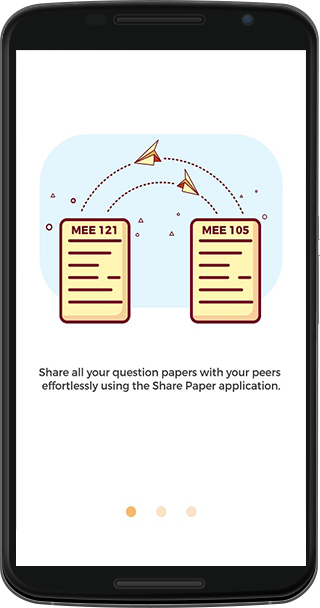 MEE 121
MEE 105
Share all your question papers with your peers
effortlessly using the Share Paper application.